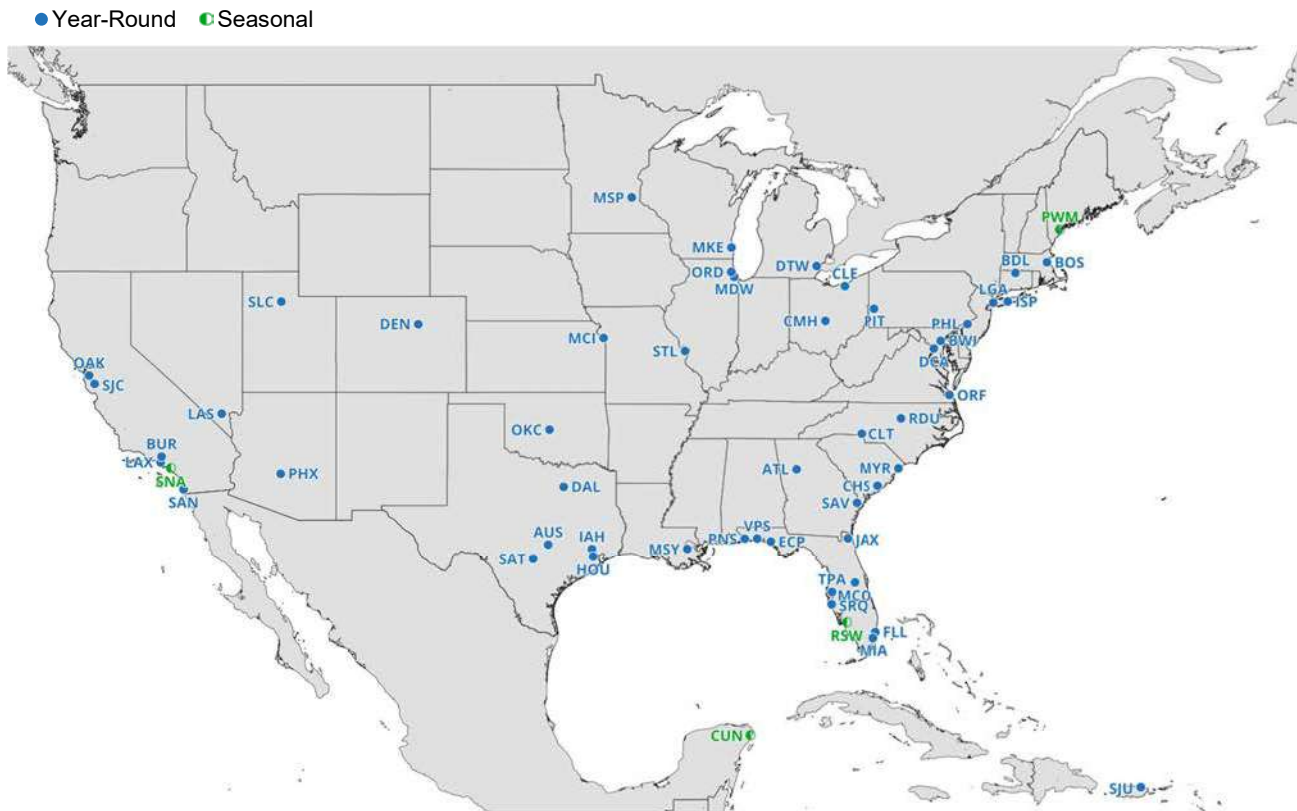 Year-Round Seasonal
MSP
PWM
MKE
DTW
BDL
BOS
ORD
CLE
MDW
LGA
ISP
SLC
DEN
CMH
PIT
PHL
MCI
STL
BWI
DCA
OAK
SJC
ORF
LAS
RDU
OKC
CLT
BUR
LAX
SNA
PHX
ATL
MYR
SAN
DAL
CHS
SAV
AUS
IAH
VPS
SAT
HOU
MSY
PNS
ECP
JAX
TPA
MCO
SRQ
RSW
FLL
MIA
CUN
SJU